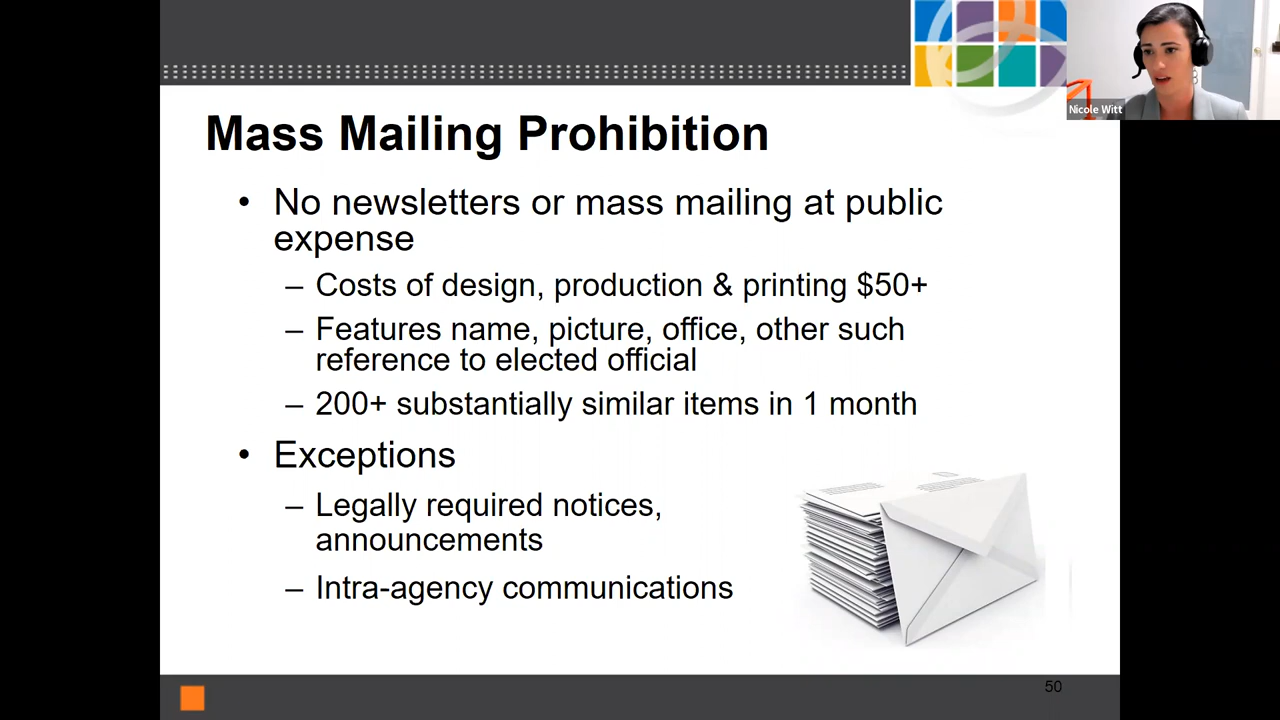 Nicole Witt
Mass Mailing Prohibition
• No newsletters or mass mailing at public
expense
– Costs of design, production & printing $50+
– Features name, picture, office, other such
reference to elected official
– 200+ substantially similar items in 1 month
• Exceptions
– Legally required notices,
announcements
– Intra-agency communications
50